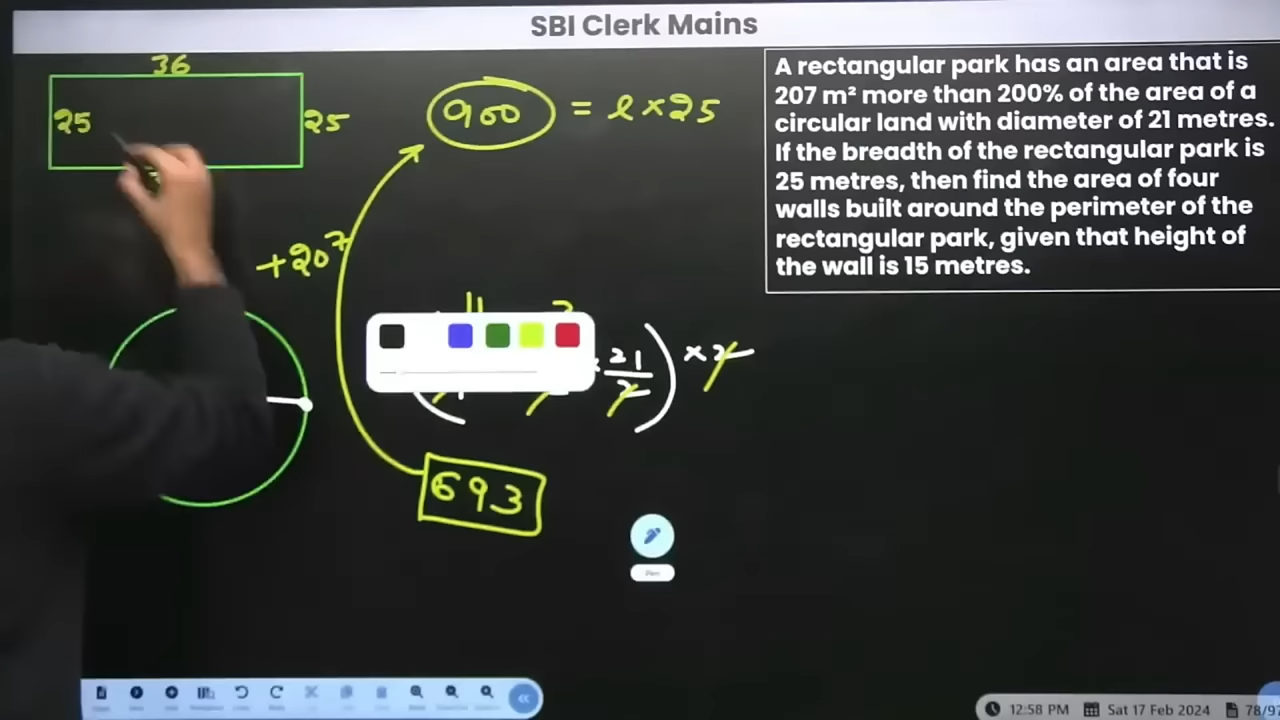 SBI Clerk Mains
A rectangular park has an area that is
207 m² more than 200% of the area of a
circular land with diameter of 21 metres.
If the breadth of the rectangular park is
25 metres, then find the area of four
walls built around the perimeter of the
rectangular park, given that height of
the wall is 15 metres.
36
25
25
900 = l × 25
+207
11
× 21/2 ) × 2
693
12:58 PM
Sat 17 Feb 2024